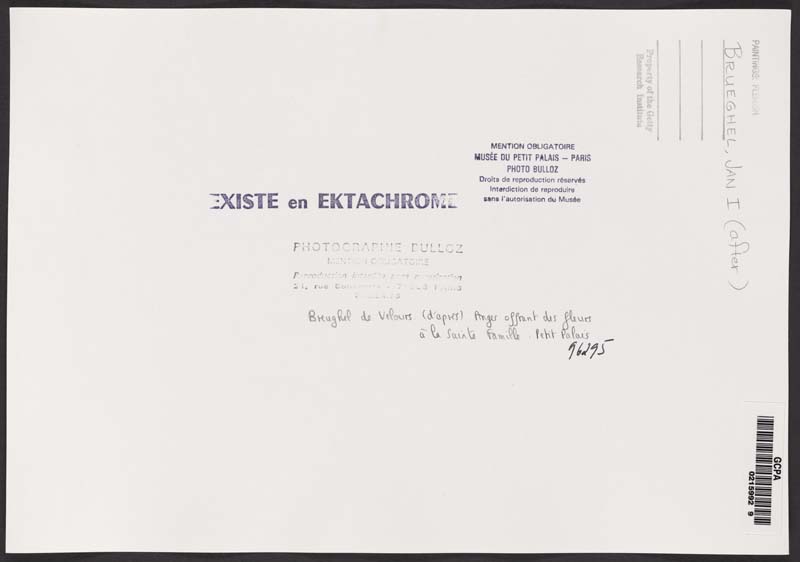 MENTION OBLIGATOIRE
MUSÉE DU PETIT PALAIS — PARIS
PHOTO BULLOZ
Droits de reproduction réservés
Interdiction de reproduire
sans l'autorisation du Musée
EXISTE en EKTACHROME
PHOTOGRAPHIE BULLOZ
MENTION OBLIGATOIRE
Reproduction interdite sans autorisation
21, rue PARIS
Breughel de Velours (d'après) Anges offrant des fleurs
à la Sainte Famille. Petit Palais
96295
PAINTINGS, FLEMISH
BRUEGHEL, JAN I (after)
Property of the Getty
Research Institute
GCPA
0215992 9